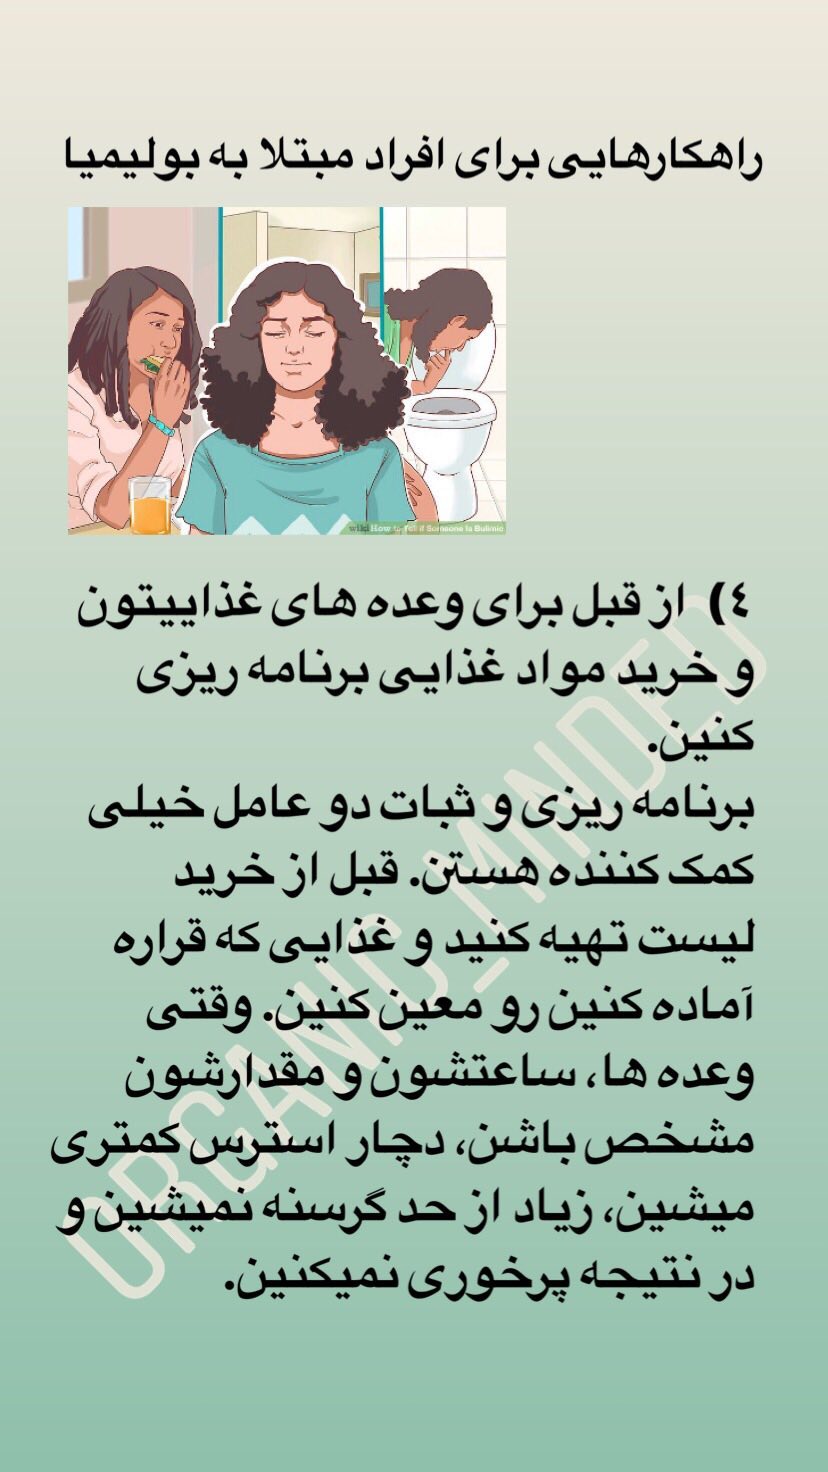 راهکارهایی برای افراد مبتلا به بولیمیا
wikiHow to Tell if Someone Is Bulimic
٤) از قبل برای وعده های غذاییتون
و خرید مواد غذایی برنامه ریزی
کنین.
برنامه ریزی و ثبات دو عامل خیلی
کمک کننده هستن. قبل از خرید
لیست تهیه کنید و غذایی که قراره
آماده کنین رو معین کنین. وقتی
وعده ها، ساعتشون و مقدارشون
مشخص باشن، دچار استرس کمتری
میشین، زیاد از حد گرسنه نمیشین و
در نتیجه پرخوری نمیکنین.
ORGANIC_MINDED